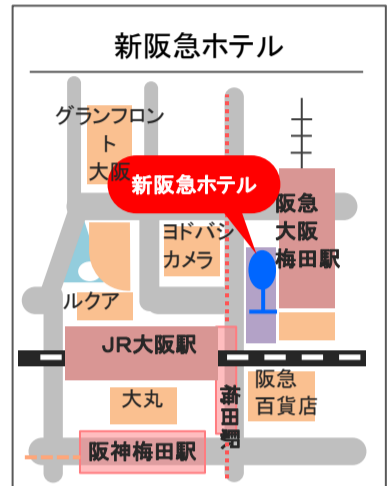 新阪急ホテル
グランフロン
ト
大阪
新阪急ホテル
阪急
大阪
梅田駅
ヨドバシ
カメラ
ルクア
JR大阪駅
梅田駅
阪急
百貨店
大丸
阪神梅田駅